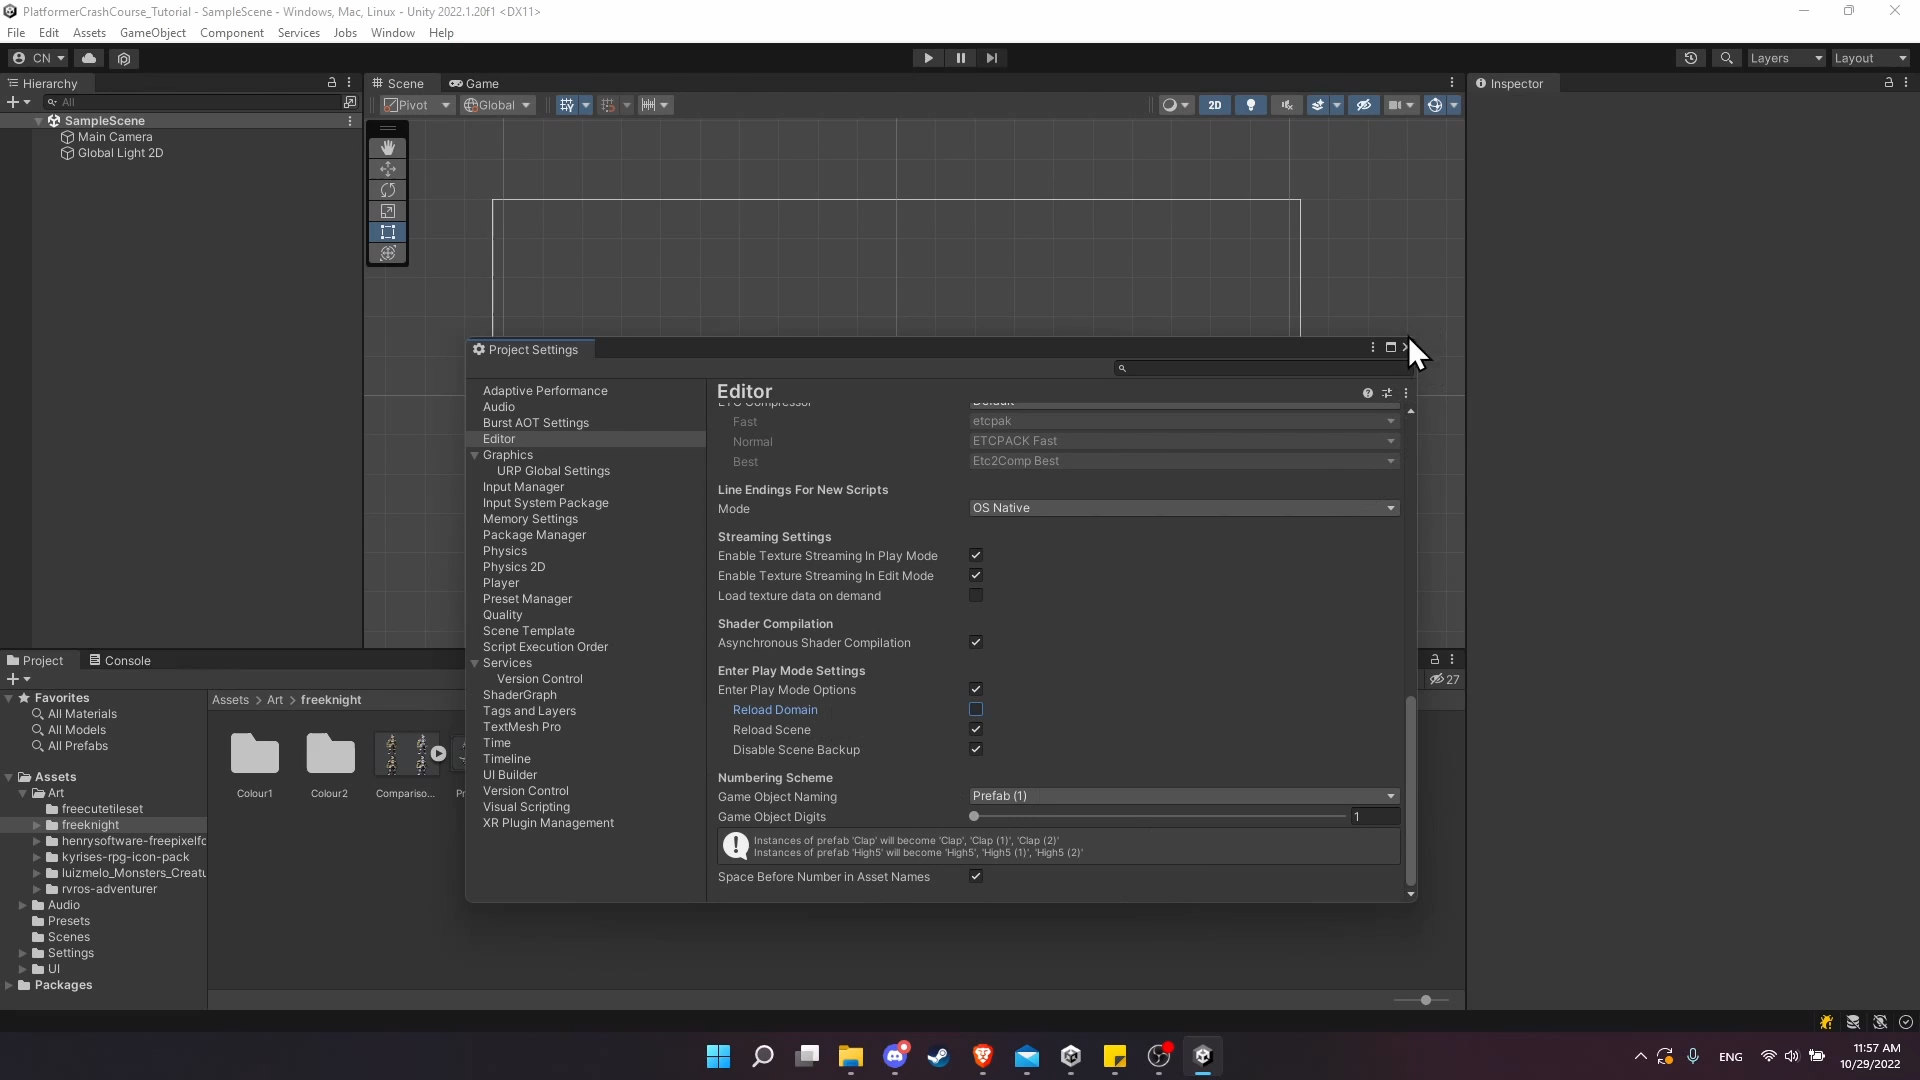 PlatformerCrashCourse_Tutorial - SampleScene - Windows, Mac, Linux - Unity 2022.1.20f1 <DX11>
File Edit Assets GameObject Component Services Jobs Window Help
CN
Layers Layout
Hierarchy
Scene Game
Inspector
All
Pivot Global
2D
SampleScene
Main Camera
Global Light 2D
Project Settings
Adaptive Performance
Audio
Burst AOT Settings
Editor
Graphics
URP Global Settings
Input Manager
Input System Package
Memory Settings
Package Manager
Physics
Physics 2D
Player
Preset Manager
Quality
Scene Template
Script Execution Order
Services
Version Control
ShaderGraph
Tags and Layers
TextMesh Pro
Time
Timeline
UI Builder
Version Control
Visual Scripting
XR Plugin Management
Editor
Fast etcpak
Normal ETCPACK Fast
Best Etc2Comp Best
Line Endings For New Scripts
Mode OS Native
Streaming Settings
Enable Texture Streaming In Play Mode
Enable Texture Streaming In Edit Mode
Load texture data on demand
Shader Compilation
Asynchronous Shader Compilation
Enter Play Mode Settings
Enter Play Mode Options
Reload Domain
Reload Scene
Disable Scene Backup
Numbering Scheme
Game Object Naming Prefab (1)
Game Object Digits 1
Instances of prefab 'Clap' will become 'Clap', 'Clap (1)', 'Clap (2)'
Instances of prefab 'High5' will become 'High5', 'High5 (1)', 'High5 (2)'
Space Before Number in Asset Names
Project Console
27
Favorites
All Materials
All Models
All Prefabs
Assets
Art
freecutetileset
freeknight
henrysoftware-freepixelfo
kyrises-rpg-icon-pack
luizmelo_Monsters_Creatu
rvros-adventurer
Audio
Presets
Scenes
Settings
UI
Packages
Assets > Art > freeknight
Colour1 Colour2 Compariso...
ENG
11:57 AM
10/29/2022